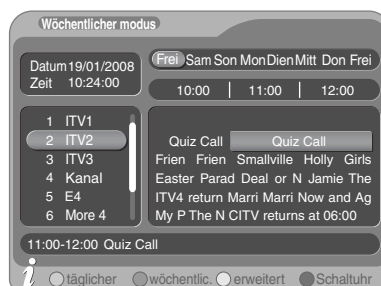 Wöchentlicher modus
Datum 19/01/2008
Zeit 10:24:00
Frei Sam Son Mon Dien Mitt Don Frei
10:00 11:00 12:00
1 ITV1
2 ITV2
3 ITV3
4 Kanal
5 E4
6 More 4
Quiz Call Quiz Call
Frien Frien Smallville Holly Girls
Easter Parad Deal or N Jamie The
ITV4 return Marri Marri Now and Ag
My P The N CITV returns at 06:00
11:00-12:00 Quiz Call
i täglicher wöchentlic. erweitert Schaltuhr